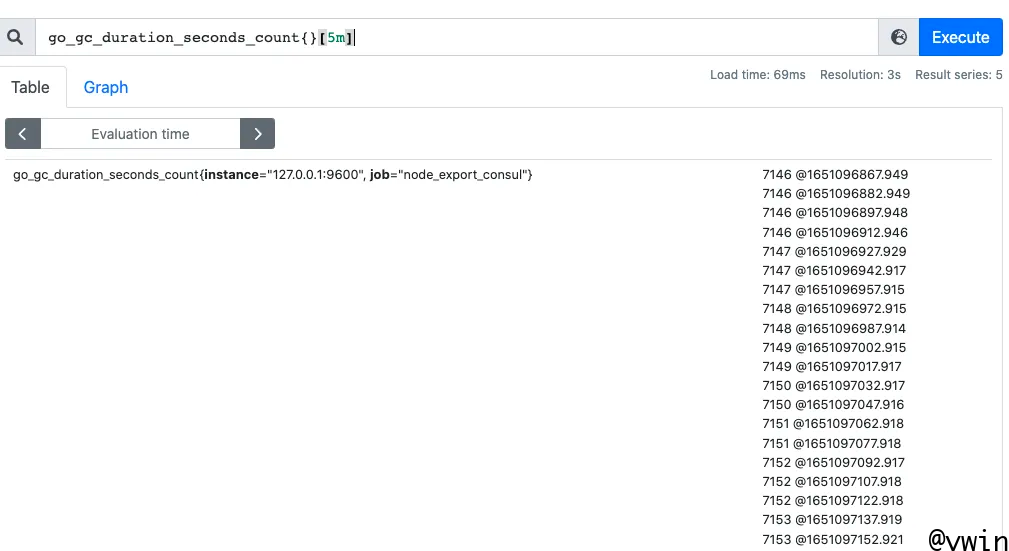 go_gc_duration_seconds_count{}[5m]
Execute
Load time: 69ms Resolution: 3s Result series: 5
Table
Graph
Evaluation time
go_gc_duration_seconds_count{instance="127.0.0.1:9600", job="node_export_consul"}
7146 @1651096867.949
7146 @1651096882.949
7146 @1651096897.948
7146 @1651096912.946
7147 @1651096927.929
7147 @1651096942.917
7147 @1651096957.915
7148 @1651096972.915
7148 @1651096987.914
7149 @1651097002.915
7149 @1651097017.917
7150 @1651097032.917
7150 @1651097047.916
7151 @1651097062.918
7151 @1651097077.918
7152 @1651097092.917
7152 @1651097107.918
7152 @1651097122.918
7153 @1651097137.919
7153 @1651097152.921